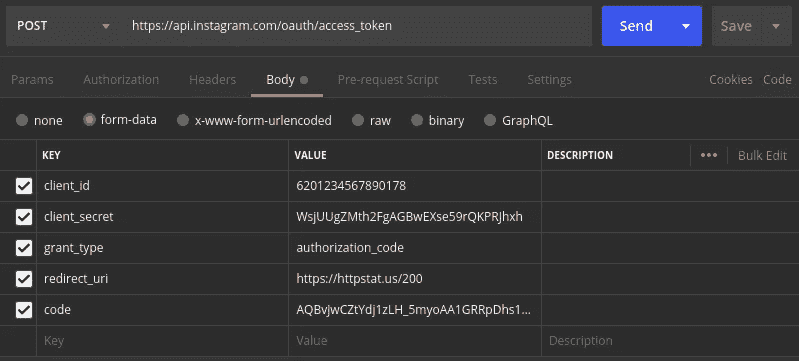 POST https://api.instagram.com/oauth/access_token Send Save
Params Authorization Headers Body Pre-request Script Tests Settings Cookies Code
none form-data x-www-form-urlencoded raw binary GraphQL
KEY VALUE DESCRIPTION ••• Bulk Edit
client_id 6201234567890178
client_secret WsjUUgZMth2FgAGBwEXse59rQKPRJhxh
grant_type authorization_code
redirect_uri https://httpstat.us/200
code AQBvJwCZtYdj1zLH_5myoAA1GRRpDhs1...
Key Value Description